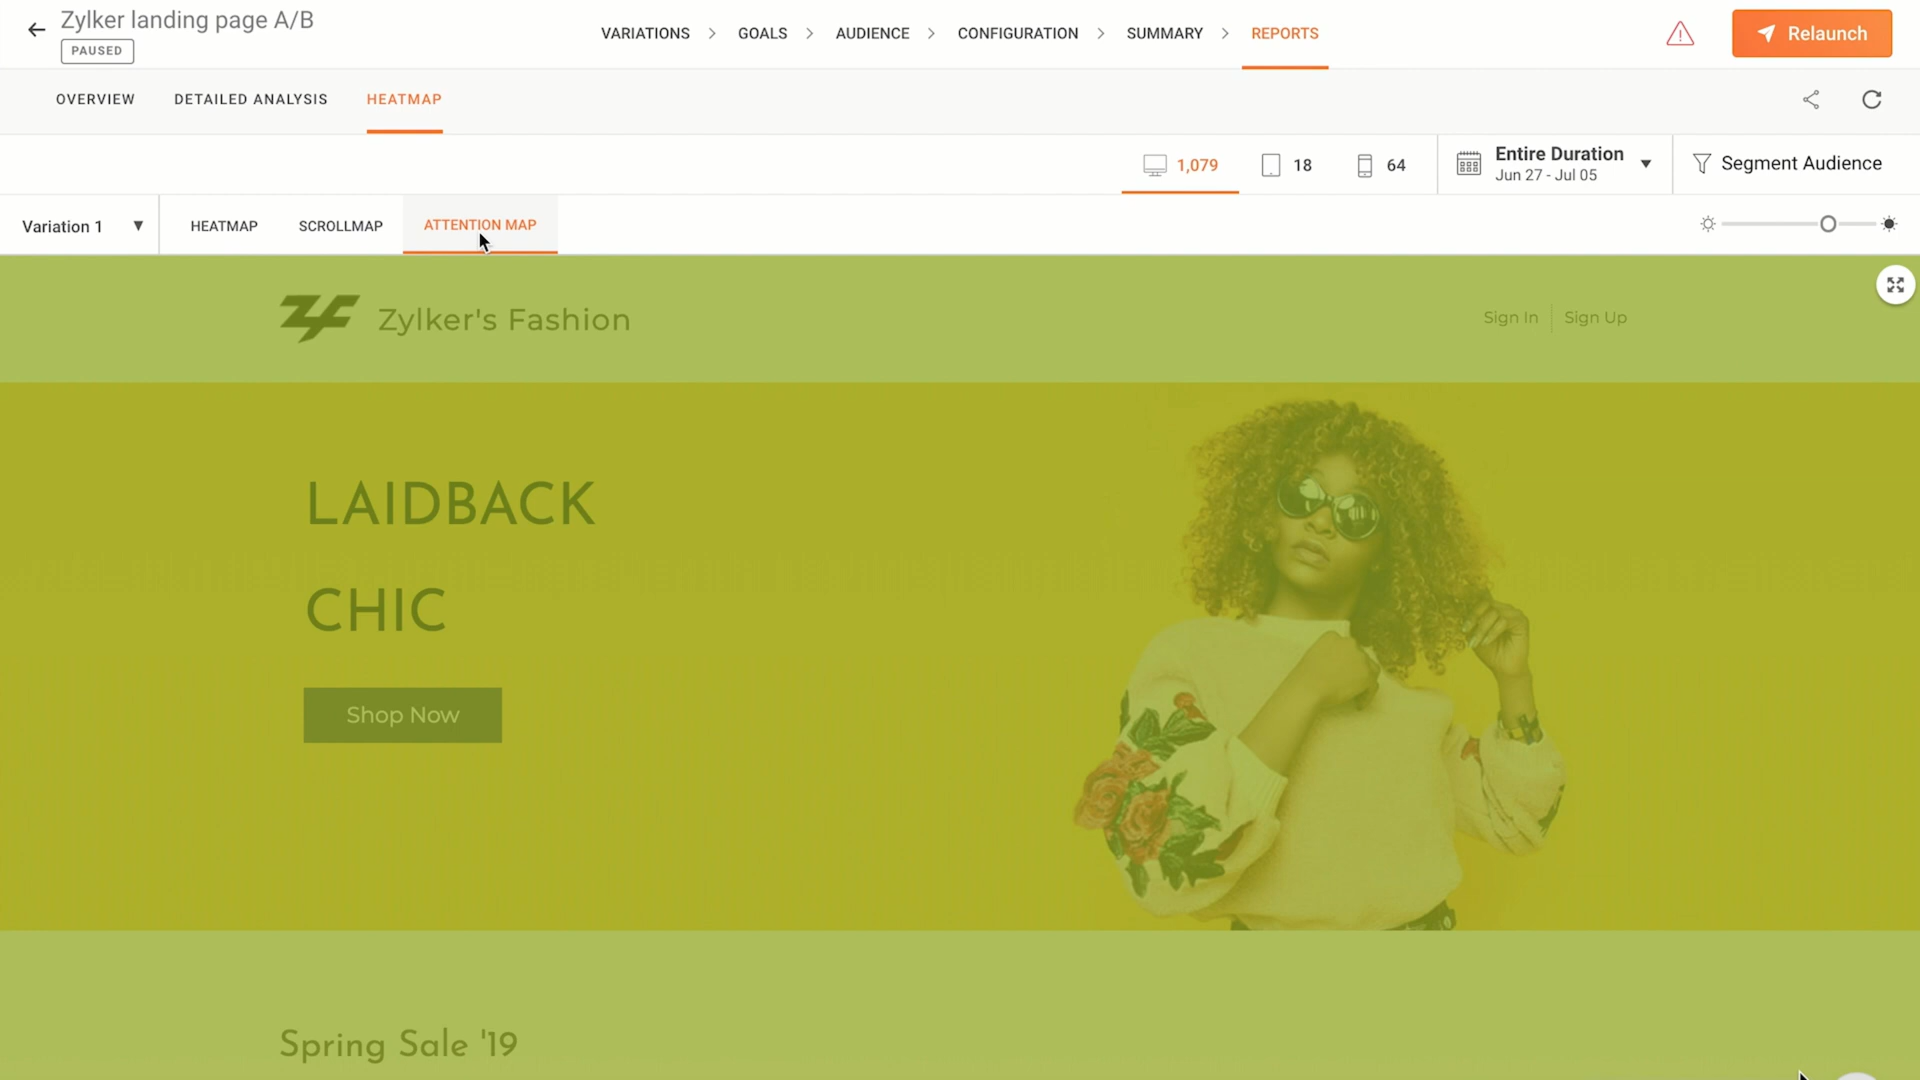 Zylker landing page A/B
PAUSED
VARIATIONS
GOALS
AUDIENCE
CONFIGURATION
SUMMARY
REPORTS
Relaunch
OVERVIEW
DETAILED ANALYSIS
HEATMAP
1,079
18
64
Entire Duration
Jun 27 - Jul 05
Segment Audience
Variation 1
HEATMAP
SCROLLMAP
ATTENTION MAP
Zylker's Fashion
Sign In
Sign Up
LAIDBACK
CHIC
Shop Now
Spring Sale '19